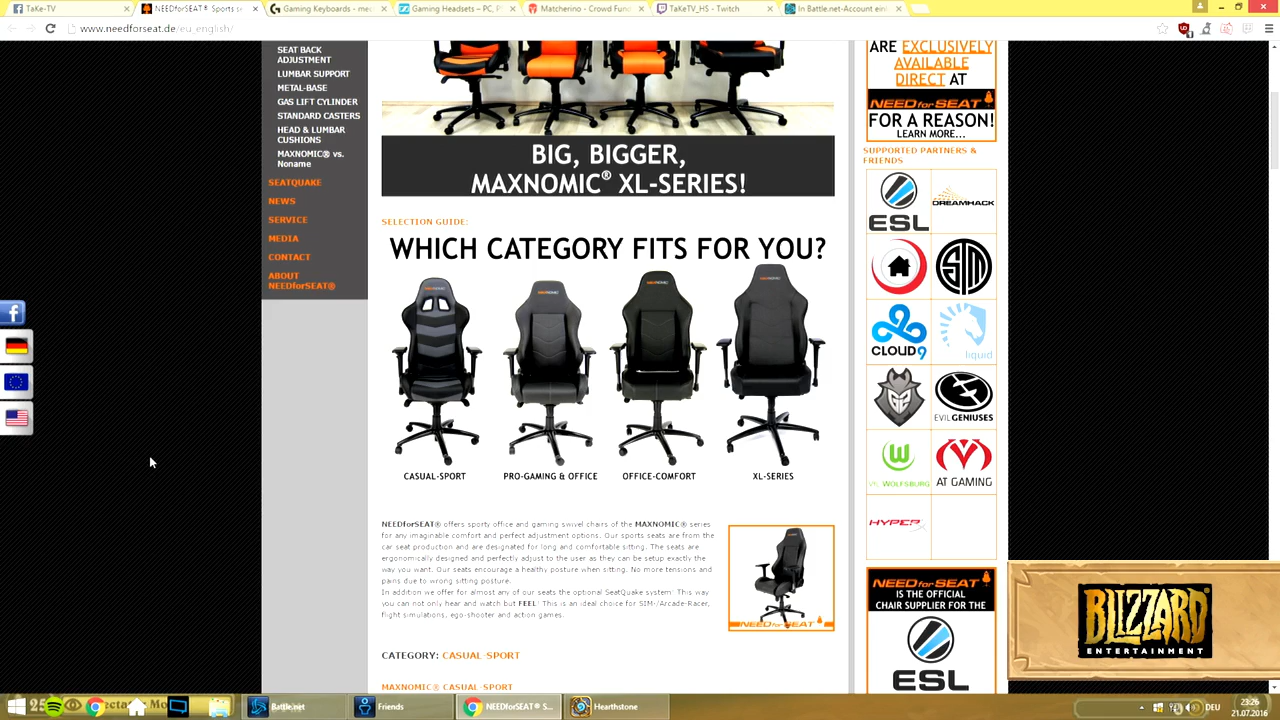 TaKe-TV
NEEDforSEAT® Sports se
Gaming Keyboards - mec
Gaming Headsets – PC, P
Matcherino - Crowd Fund
TaKeTV_HS - Twitch
In Battle.net-Account ein
www.needforseat.de/eu_english/
SEAT BACK
ADJUSTMENT
LUMBAR SUPPORT
METAL-BASE
GAS LIFT CYLINDER
STANDARD CASTERS
HEAD & LUMBAR
CUSHIONS
MAXNOMIC® vs.
Noname
SEATQUAKE
NEWS
SERVICE
MEDIA
CONTACT
ABOUT
NEEDforSEAT®
BIG, BIGGER,
MAXNOMIC® XL-SERIES!
SELECTION GUIDE:
WHICH CATEGORY FITS FOR YOU?
CASUAL-SPORT
PRO-GAMING & OFFICE
OFFICE-COMFORT
XL-SERIES
NEEDforSEAT® offers sporty office and gaming swivel chairs of the MAXNOMIC® series
for any imaginable comfort and perfect adjustment options. Our sports seats are from the
car seat production and are designated for long and comfortable sitting. The seats are
ergonomically designed and perfectly adjust to the user as they can be setup exactly the
way you want. Our seats encourage a healthy posture when sitting. No more tensions and
pains due to wrong sitting posture.
In addition we offer for almost any of our seats the optional SeatQuake system! This way
you can not only hear and watch but FEEL! This is an ideal choice for SIM-/Arcade-Racer,
flight simulations, ego-shooter and action games.
NEEDforSEAT
CATEGORY: CASUAL-SPORT
MAXNOMIC® CASUAL-SPORT
ARE EXCLUSIVELY
AVAILABLE
DIRECT AT
NEEDforSEAT
FOR A REASON!
LEARN MORE...
SUPPORTED PARTNERS &
FRIENDS
ESL
DREAMHACK
TSM
CLOUD9
liquid
EVIL GENIUSES
VfL WOLFSBURG
AT GAMING
HYPERX
NEEDforSEAT
IS THE OFFICIAL
CHAIR SUPPLIER FOR THE
ESL
BLIZZARD
ENTERTAINMENT
Battle.net
Friends
NEEDforSEAT® S...
Hearthstone
DEU
23:26
21.07.2016